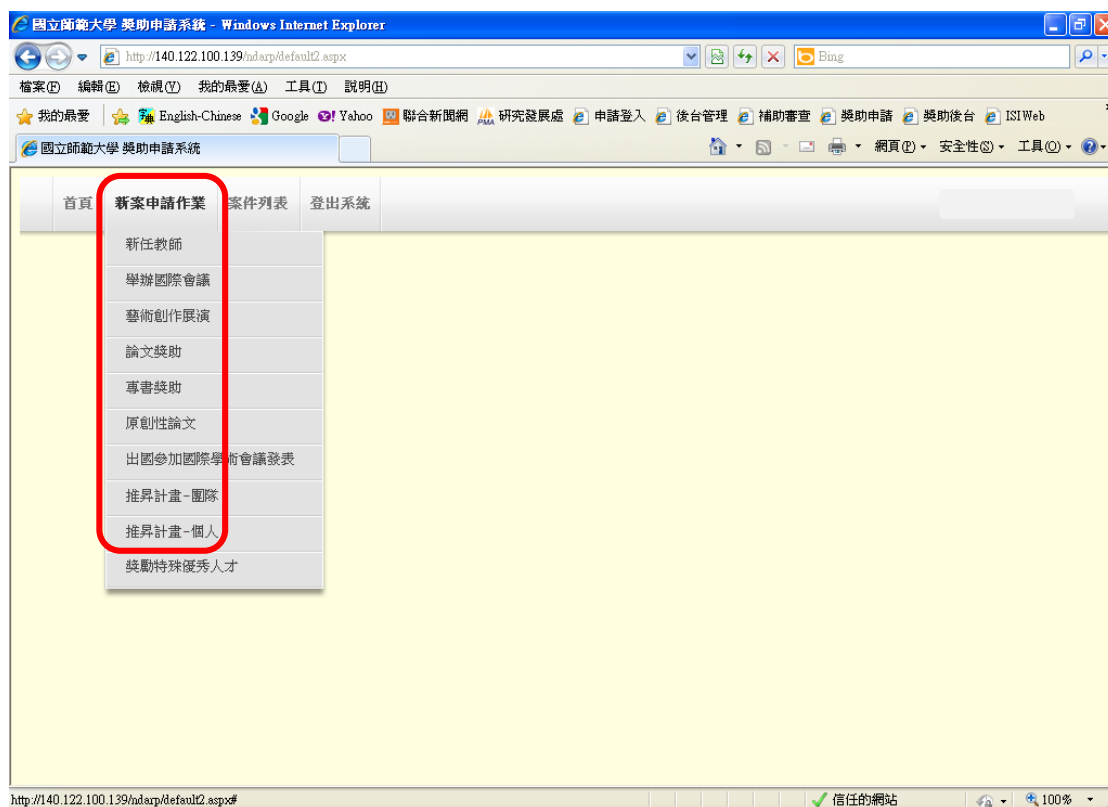 國立師範大學 獎助申請系統 - Windows Internet Explorer
http://140.122.100.139/ndarp/default2.aspx
Bing
檔案(F) 編輯(E) 檢視(V) 我的最愛(A) 工具(T) 說明(H)
我的最愛 English-Chinese Google Yahoo 聯合新聞網 研究發展處 申請登入 後台管理 補助審查 獎助申請 獎助後台 ISIWeb
國立師範大學 獎助申請系統 網頁(P) 安全性(S) 工具(O)
首頁 新案申請作業 案件列表 登出系統
新任教師
舉辦國際會議
藝術創作展演
論文獎助
專書獎助
原創性論文
出國參加國際學術會議發表
推昇計畫-團隊
推昇計畫-個人
獎勵特殊優秀人才
http://140.122.100.139/ndarp/default2.aspx# 信任的網站 100%